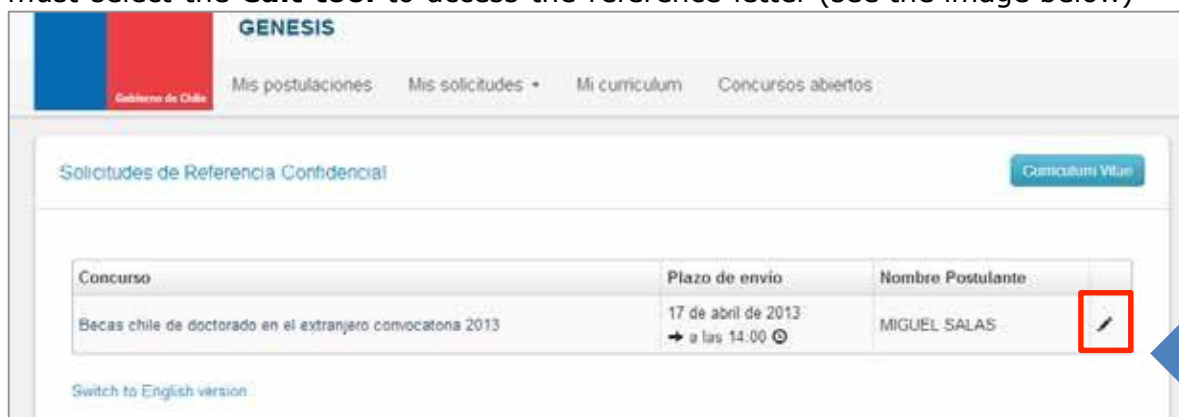 must select the edit tool to access the reference letter (see the image below)
GENESIS
Gobierno de Chile
Mis postulaciones Mis solicitudes Mi curriculum Concursos abiertos
Solicitudes de Referencia Confidencial
Curriculum Vitae
Concurso Plazo de envío Nombre Postulante
Becas chile de doctorado en el extranjero convocatoria 2013 17 de abril de 2013 MIGUEL SALAS
a las 14:00
Switch to English version